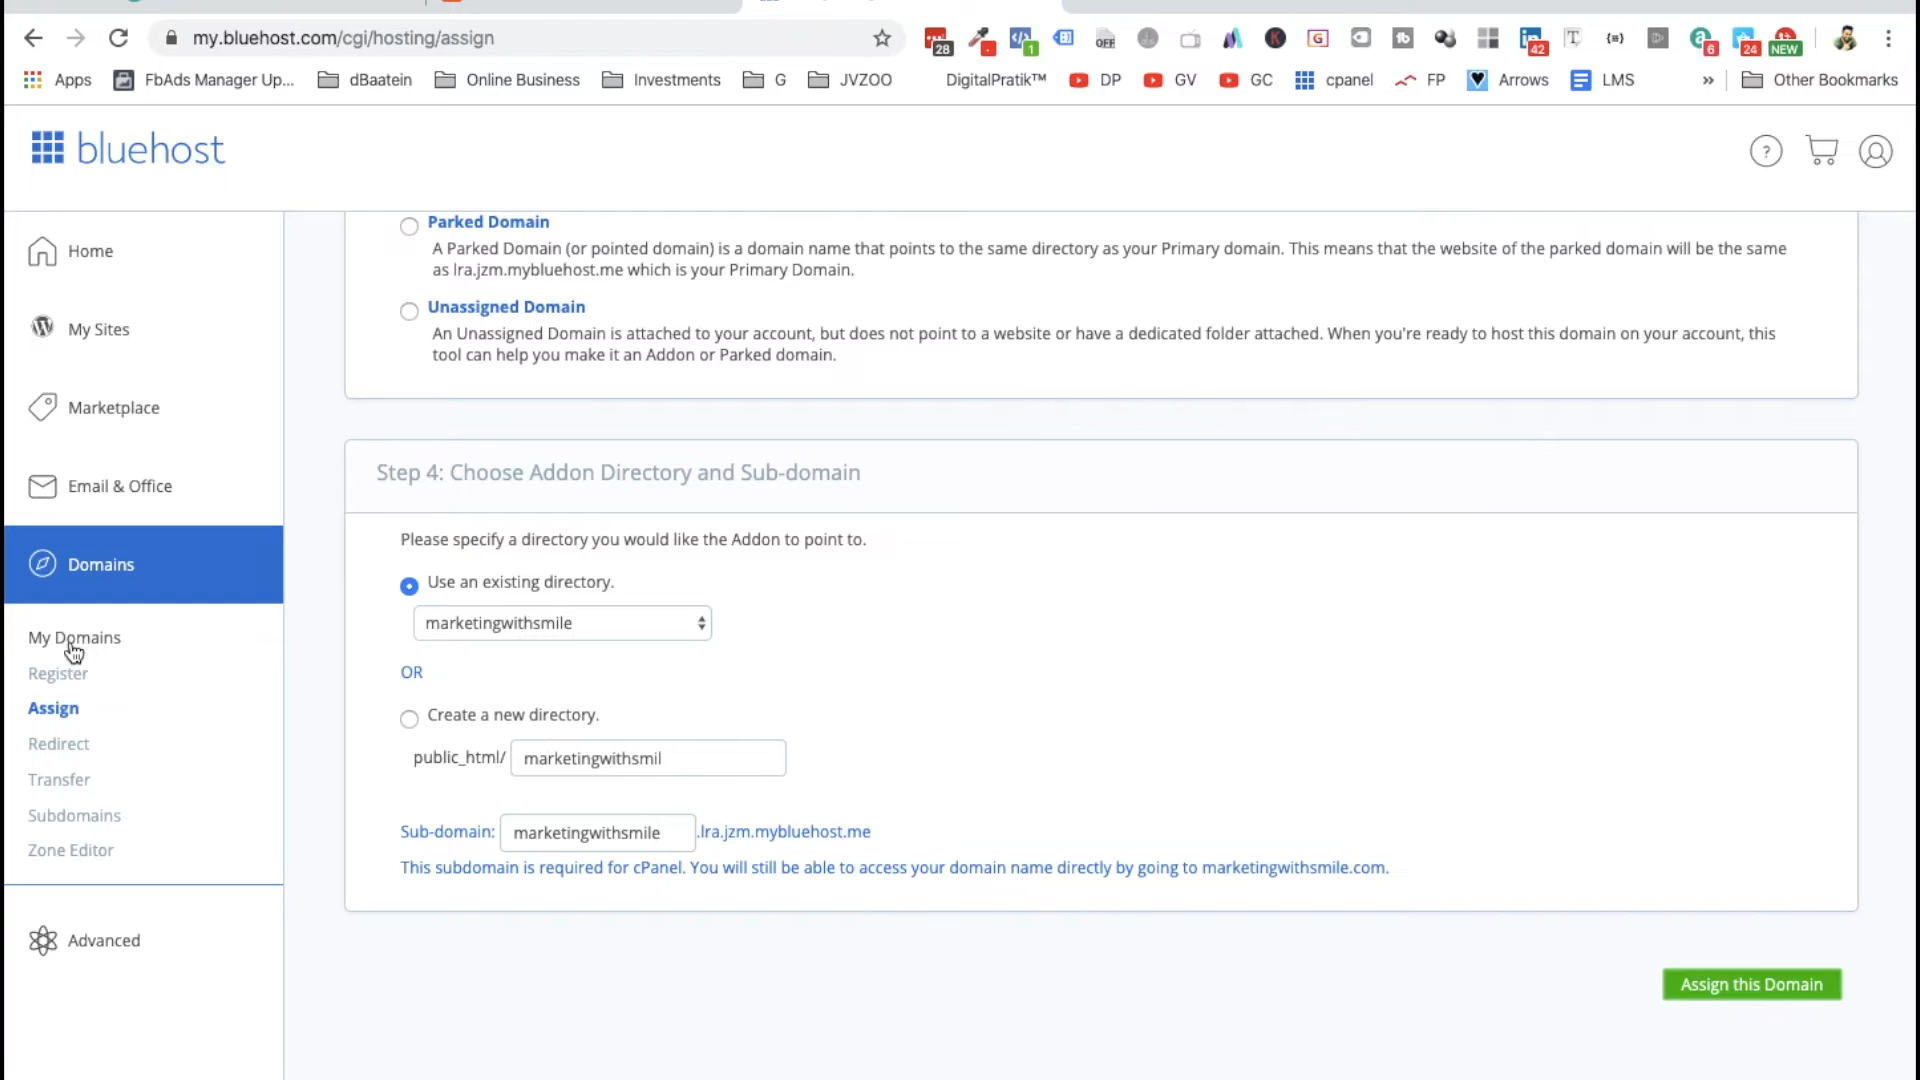 my.bluehost.com/cgi/hosting/assign
28
1
OFF
K
G
fb
42
T
6
24
NEW
Apps
FbAds Manager Up...
dBaatein
Online Business
Investments
G
JVZOO
DigitalPratik™
DP
GV
GC
cpanel
FP
Arrows
LMS
»
Other Bookmarks
bluehost
?
Home
My Sites
Marketplace
Email & Office
Domains
My Domains
Register
Assign
Redirect
Transfer
Subdomains
Zone Editor
Advanced
Parked Domain
A Parked Domain (or pointed domain) is a domain name that points to the same directory as your Primary domain. This means that the website of the parked domain will be the same
as lra.jzm.mybluehost.me which is your Primary Domain.
Unassigned Domain
An Unassigned Domain is attached to your account, but does not point to a website or have a dedicated folder attached. When you're ready to host this domain on your account, this
tool can help you make it an Addon or Parked domain.
Step 4: Choose Addon Directory and Sub-domain
Please specify a directory you would like the Addon to point to.
Use an existing directory.
marketingwithsmile
OR
Create a new directory.
public_html/ marketingwithsmil
Sub-domain: marketingwithsmile .lra.jzm.mybluehost.me
This subdomain is required for cPanel. You will still be able to access your domain name directly by going to marketingwithsmile.com.
Assign this Domain